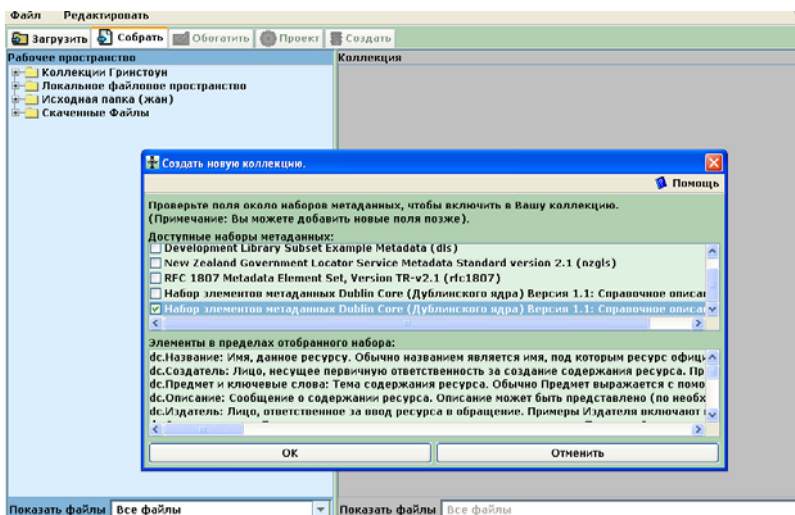 Файл Редактировать
Загрузить Собрать Обогатить Проект Создать
Рабочее пространство Коллекция
Коллекции Гринстоун
Локальное файловое пространство
Исходная папка (жан)
Скаченные Файлы
Создать новую коллекцию.
Помощь
Проверьте поля около наборов метаданных, чтобы включить в Вашу коллекцию.
(Примечание: Вы можете добавить новые поля позже).
Доступные наборы метаданных:
Development Library Subset Example Metadata (dls)
New Zealand Government Locator Service Metadata Standard version 2.1 (nzgls)
RFC 1807 Metadata Element Set, Version TR-v2.1 (rfc1807)
Набор элементов метаданных Dublin Core (Дублинского ядра) Версия 1.1: Справочное описа
Набор элементов метаданных Dublin Core (Дублинского ядра) Версия 1.1: Справочное описа
Элементы в пределах отобранного набора:
dc.Название: Имя, данное ресурсу. Обычно названием является имя, под которым ресурс офиц
dc.Создатель: Лицо, несущее первичную ответственность за создание содержания ресурса. Пр
dc.Предмет и ключевые слова: Тема содержания ресурса. Обычно Предмет выражается с помо
dc.Описание: Сообщение о содержании ресурса. Описание может быть представлено (по необх
dc.Издатель: Лицо, ответственное за ввод ресурса в обращение. Примеры Издателя включают
OK Отменить
Показать файлы Все файлы Показать файлы Все файлы